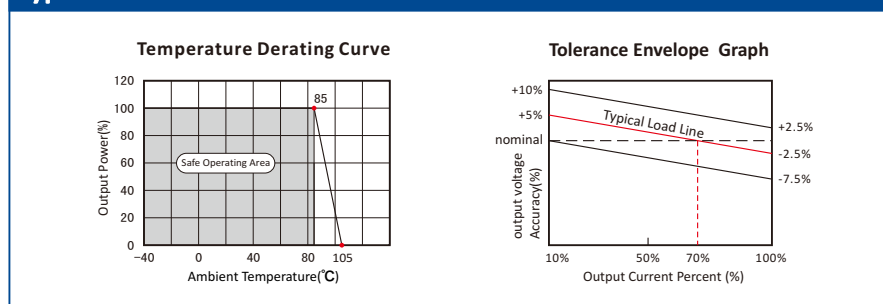 Temperature Derating Curve
120
100
80
60
40
20
0
Output Power(%)
85
Safe Operating Area
−40
0
40
80
105
Ambient Temperature(℃)
Tolerance Envelope Graph
+10%
+5%
nominal
output voltage
Accuracy(%)
Typical Load Line
+2.5%
-2.5%
-7.5%
10%
50%
70%
100%
Output Current Percent (%)